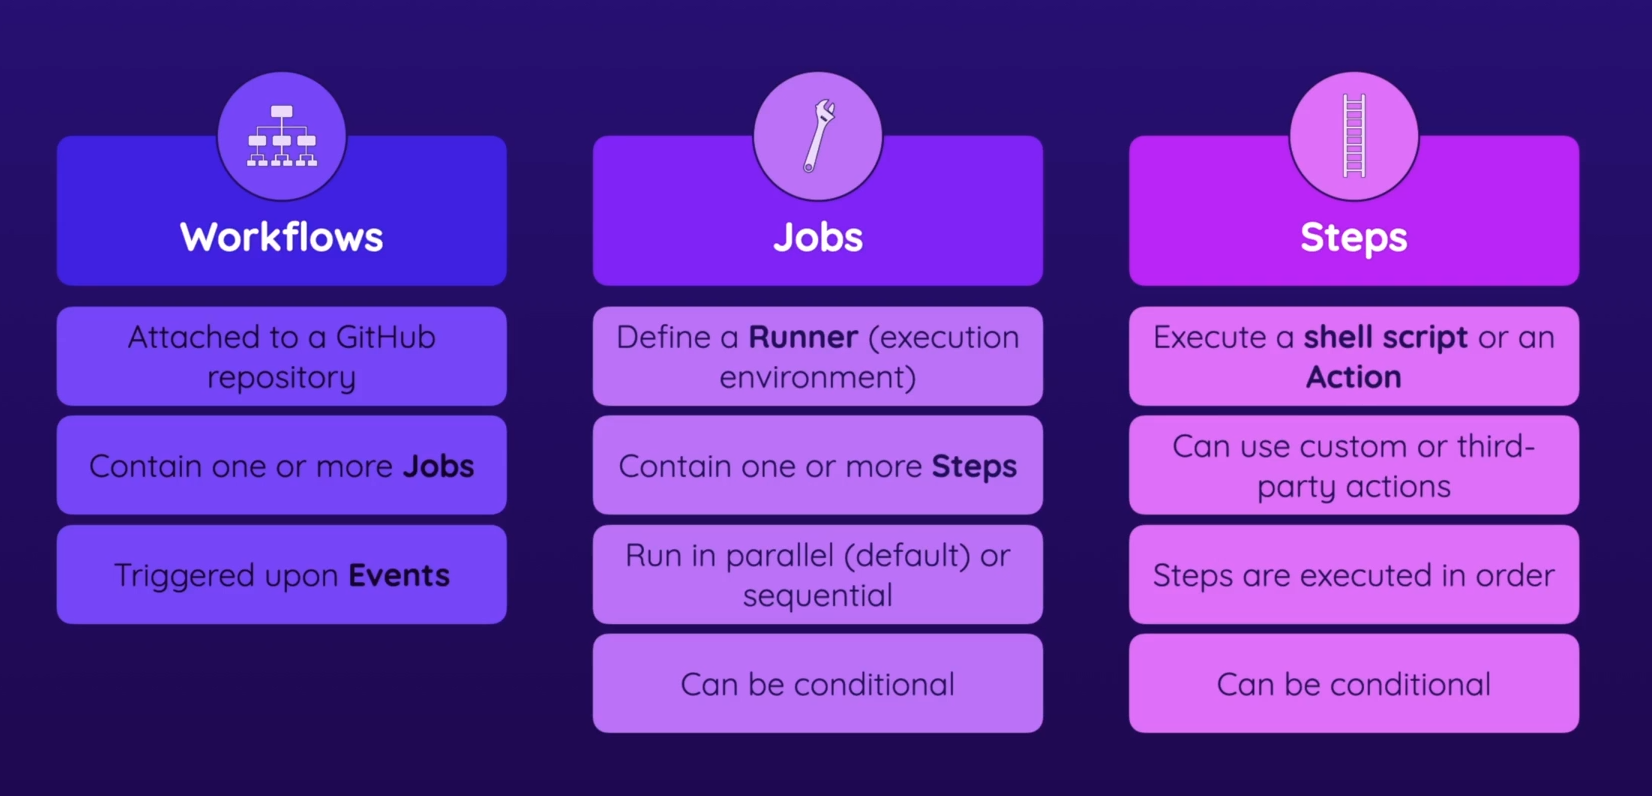 Workflows
Attached to a GitHub
repository
Contain one or more Jobs
Triggered upon Events
Jobs
Define a Runner (execution
environment)
Contain one or more Steps
Run in parallel (default) or
sequential
Can be conditional
Steps
Execute a shell script or an
Action
Can use custom or third-
party actions
Steps are executed in order
Can be conditional